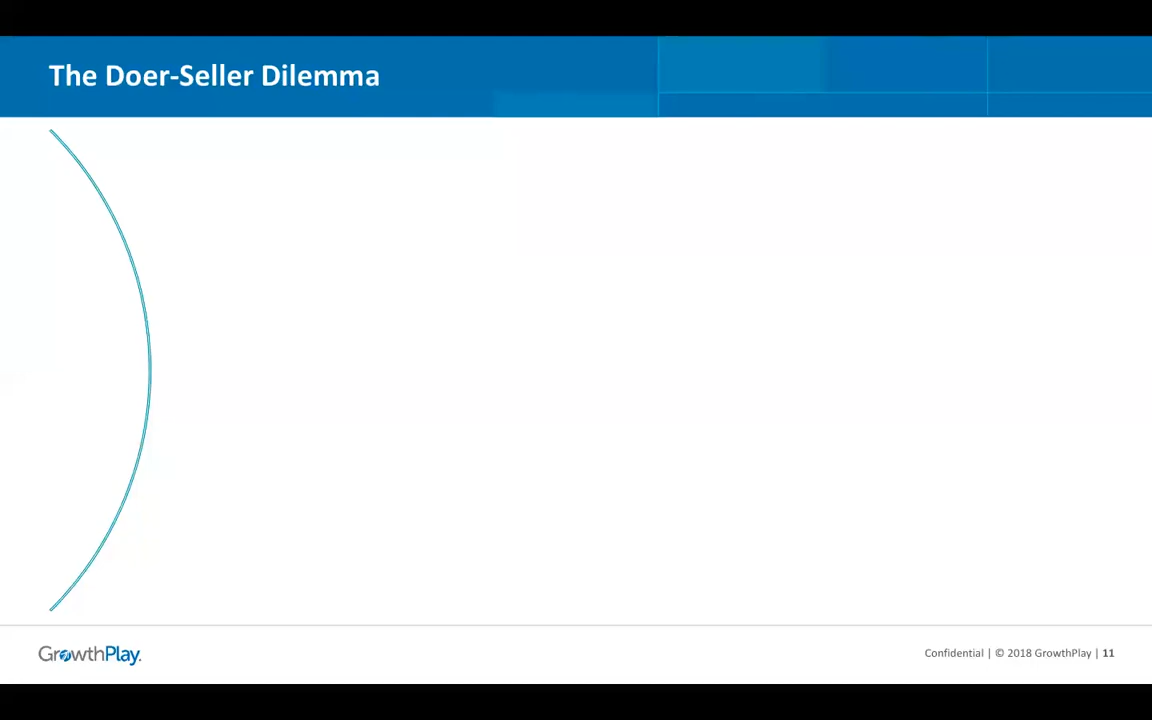 The Doer-Seller Dilemma
GrowthPlay.
Confidential | © 2018 GrowthPlay | 11